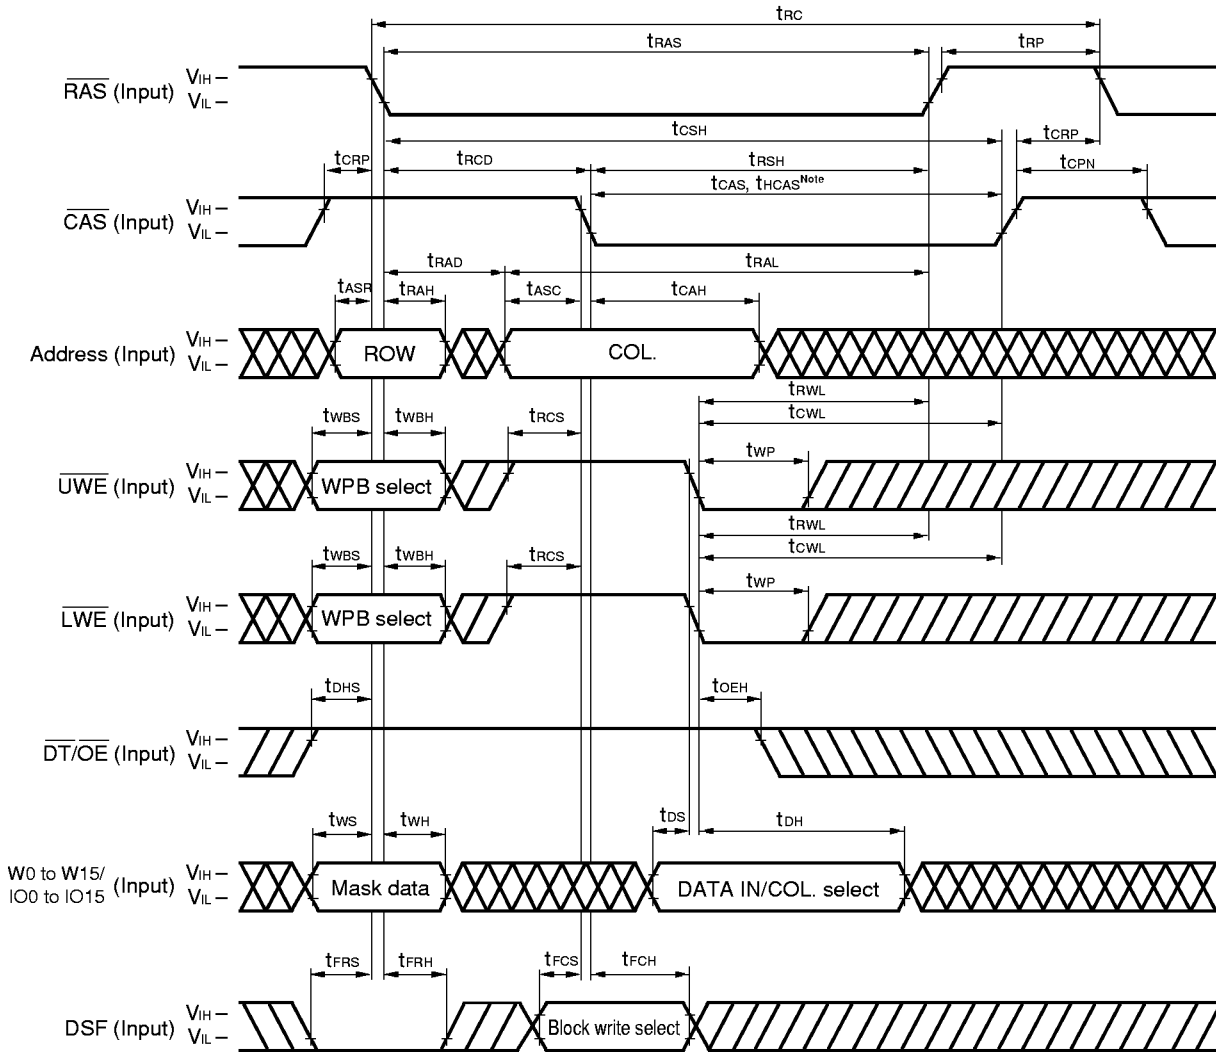 tRC
tRAS tRP
RAS (Input) VIH
VIL
tCSH tCRP
tCRP tRCD tRSH tCPN
tCAS, tHCAS Note
CAS (Input) VIH
VIL
tRAD tRAL
tASR tRAH tASC tCAH
Address (Input) VIH
VIL
ROW COL.
tRWL
tCWL
tWBS tWBH tRCS tWP
UWE (Input) VIH
VIL
WPB select
tRWL
tCWL
tWBS tWBH tRCS tWP
LWE (Input) VIH
VIL
WPB select
tDHS tOEH
DT/OE (Input) VIH
VIL
tWS tWH tDS tDH
W0 to W15/
IO0 to IO15 (Input) VIH
VIL
Mask data DATA IN/COL. select
tFRS tFRH tFCS tFCH
DSF (Input) VIH
VIL
Block write select